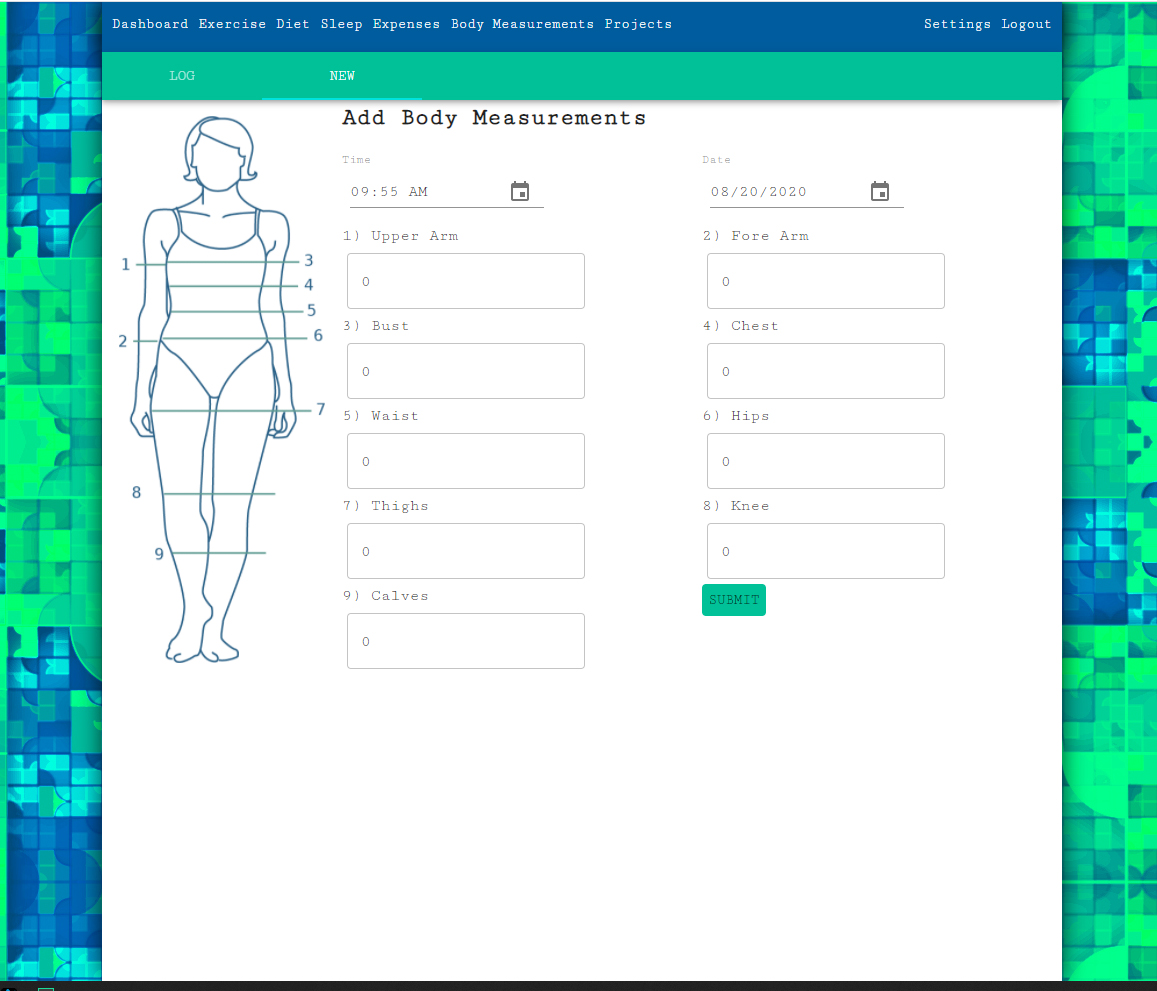 Dashboard Exercise Diet Sleep Expenses Body Measurements Projects Settings Logout
LOG NEW
Add Body Measurements
Time Date
09:55 AM 08/20/2020
1) Upper Arm 2) Fore Arm
0 0
3) Bust 4) Chest
0 0
5) Waist 6) Hips
0 0
7) Thighs 8) Knee
0 0
9) Calves SUBMIT
0
1 3
4
5
2 6
7
8
9